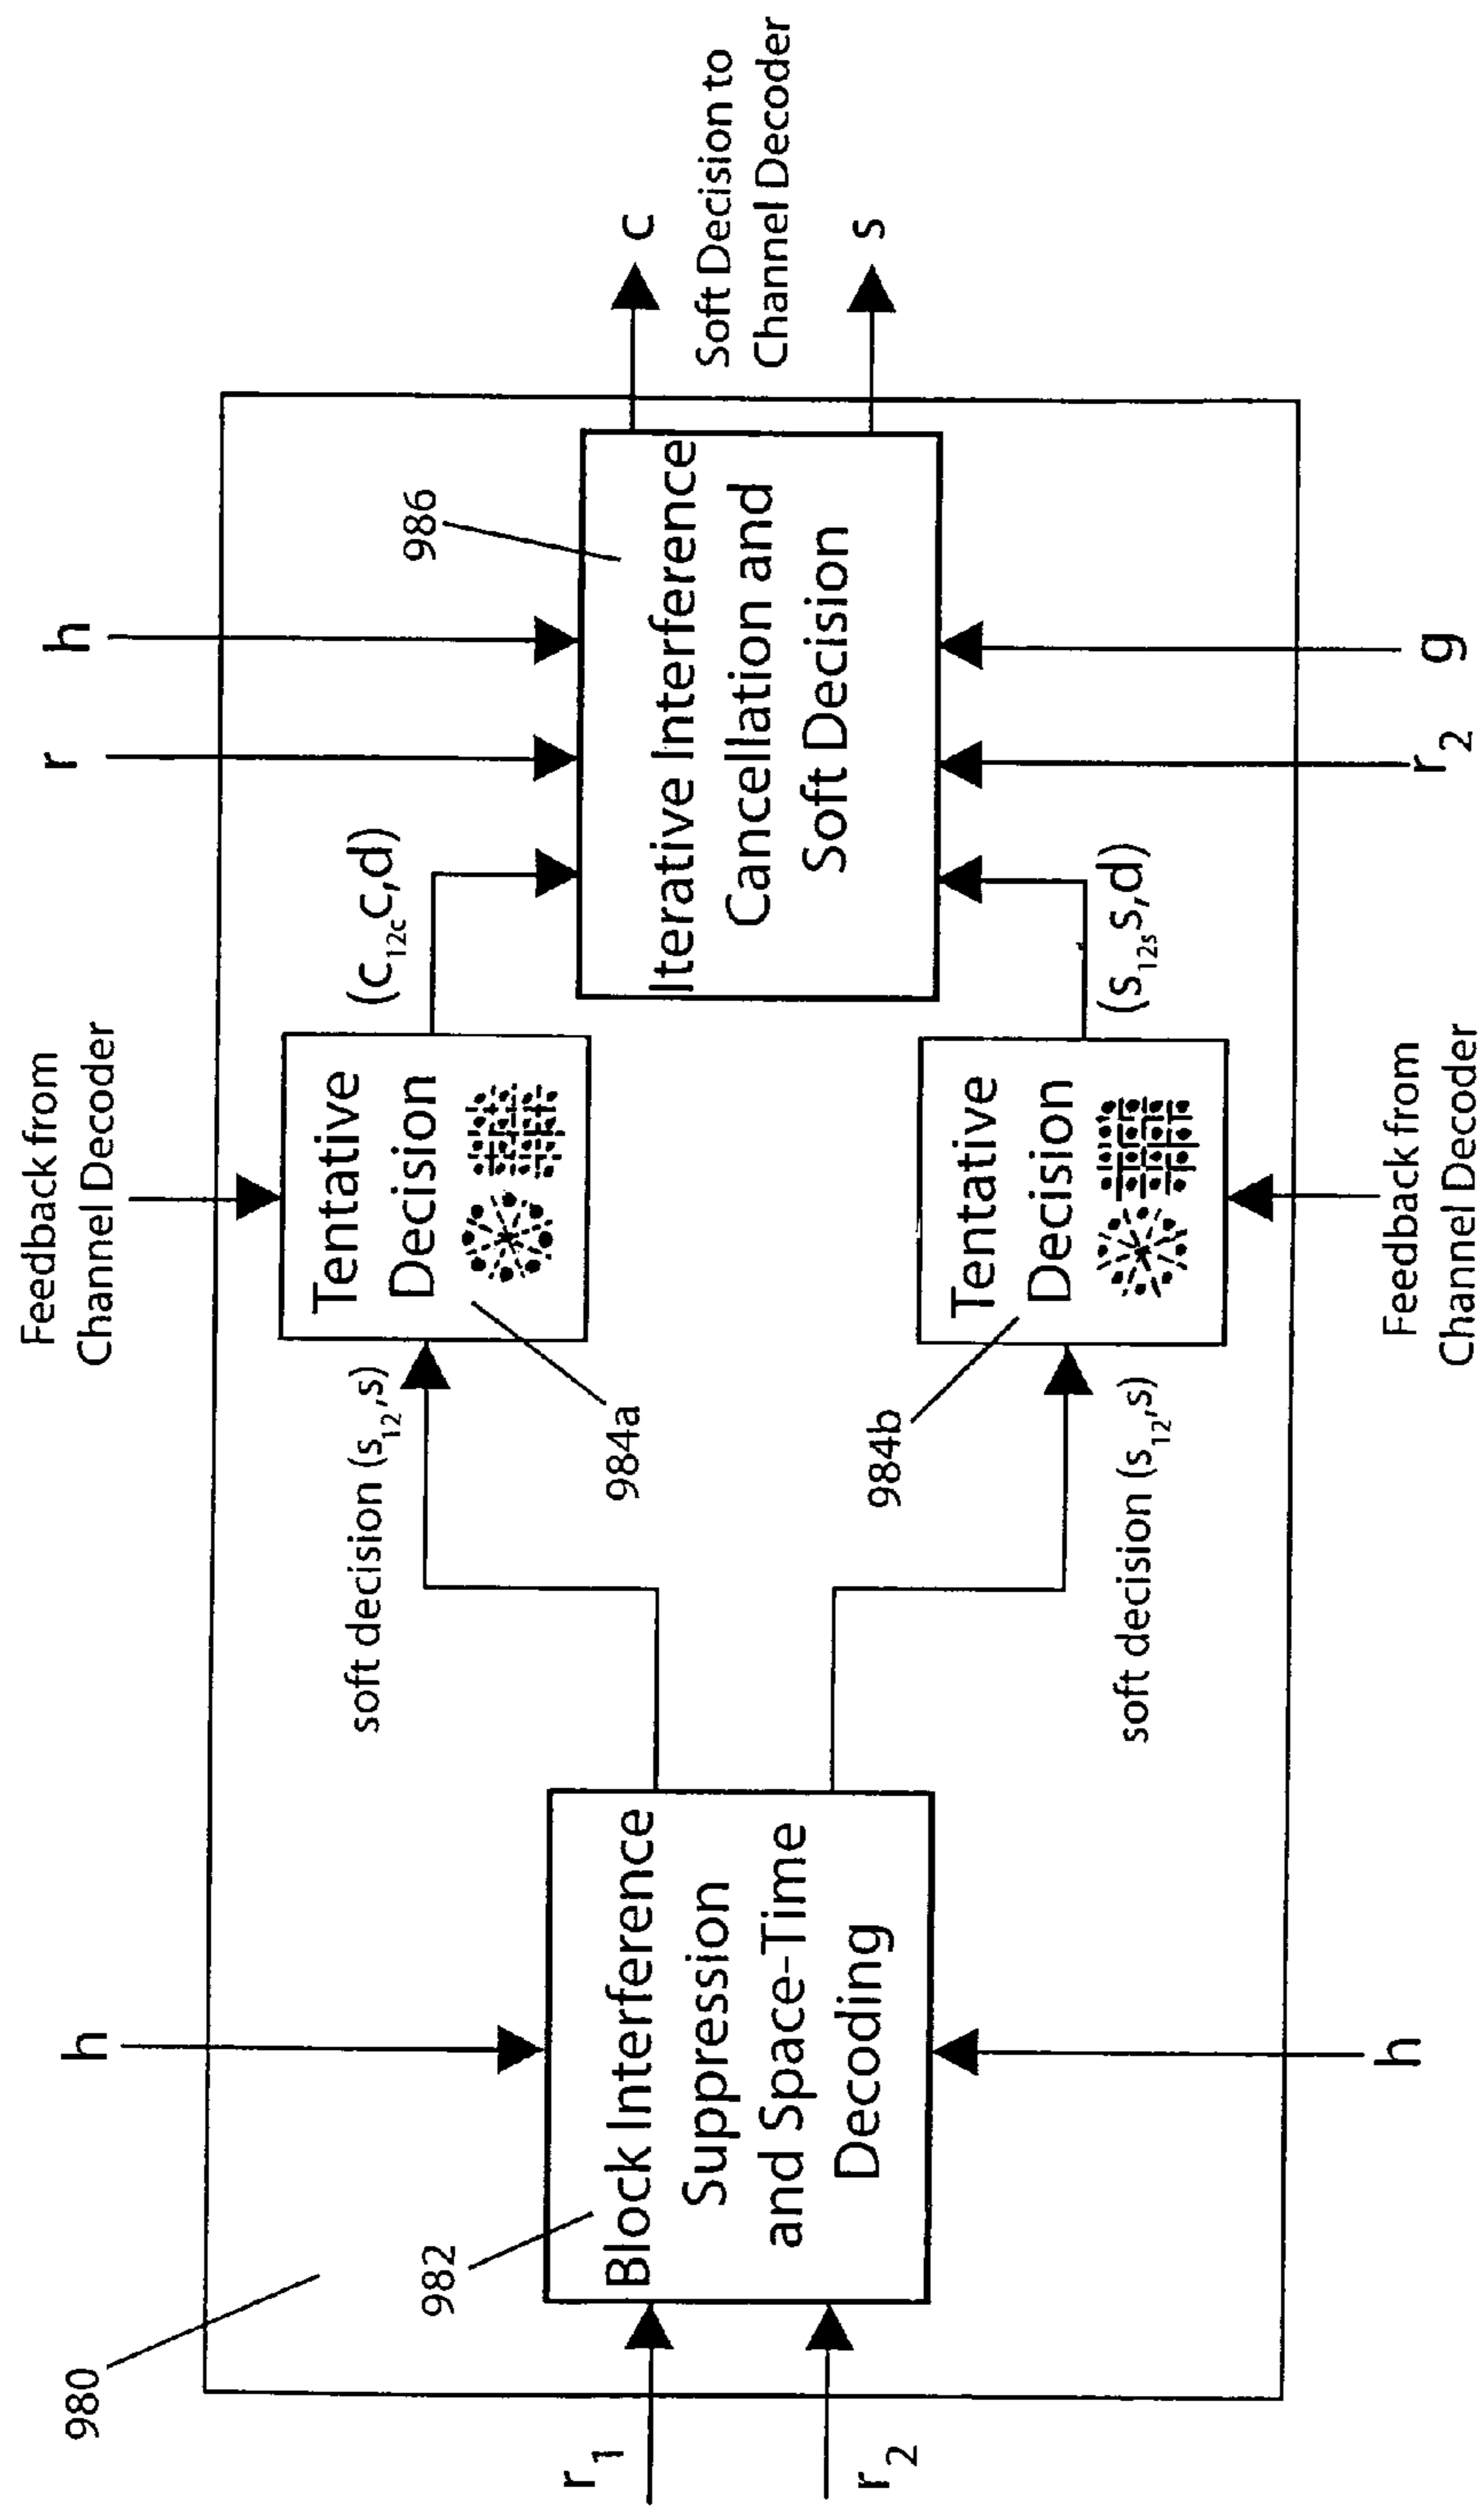 980
h
982
r1
r2
Block Interference
Suppression
and Space-Time
Decoding
h
soft decision (s12,s)
984a
984b
soft decision (s12,s)
Feedback from
Channel Decoder
Tentative
Decision
(c12c c,d)
Tentative
Decision
(s12s s,d)
Feedback from
Channel Decoder
r
h
986
Iterative Interference
Cancellation and
Soft Decision
r2
g
c
Soft Decision to
Channel Decoder
s